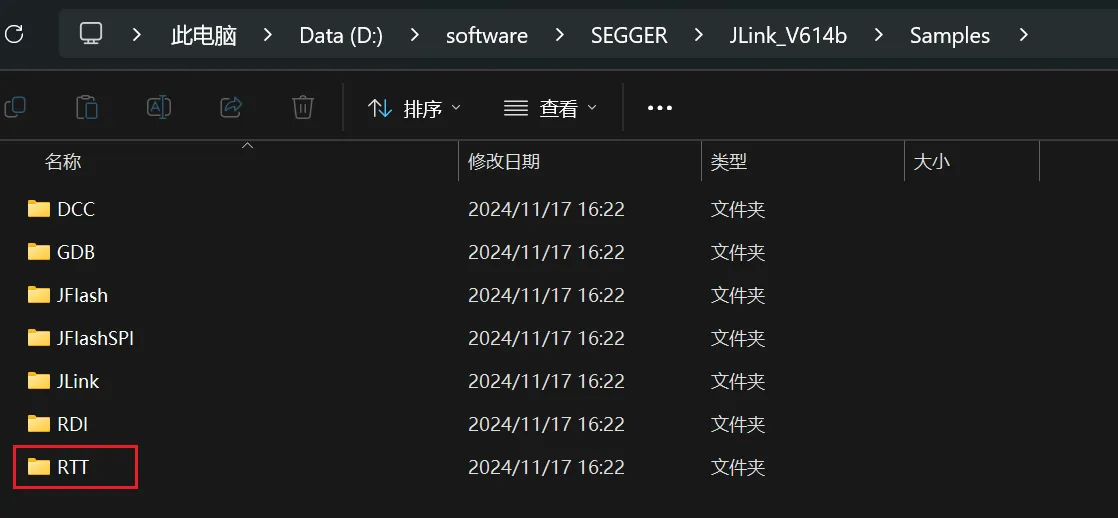 此电脑 > Data (D:) > software > SEGGER > JLink_V614b > Samples >
排序 查看
名称 修改日期 类型 大小
DCC 2024/11/17 16:22 文件夹
GDB 2024/11/17 16:22 文件夹
JFlash 2024/11/17 16:22 文件夹
JFlashSPI 2024/11/17 16:22 文件夹
JLink 2024/11/17 16:22 文件夹
RDI 2024/11/17 16:22 文件夹
RTT 2024/11/17 16:22 文件夹